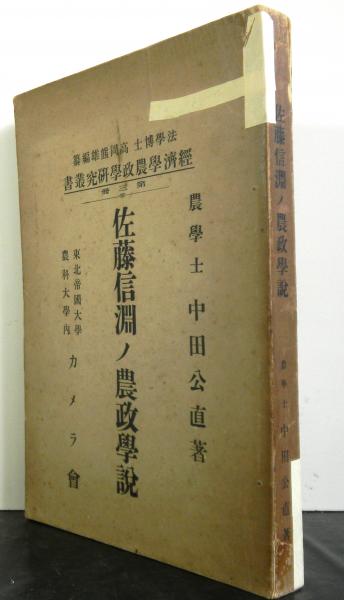 法學博士 高岡熊雄編纂
經濟學農政學研究叢書
第三册
農學士 中田公直著
佐藤信淵ノ農政學說
東北帝國大學
農科大學內
カメラ會
佐藤信淵ノ農政學說
農學士 中田公直著